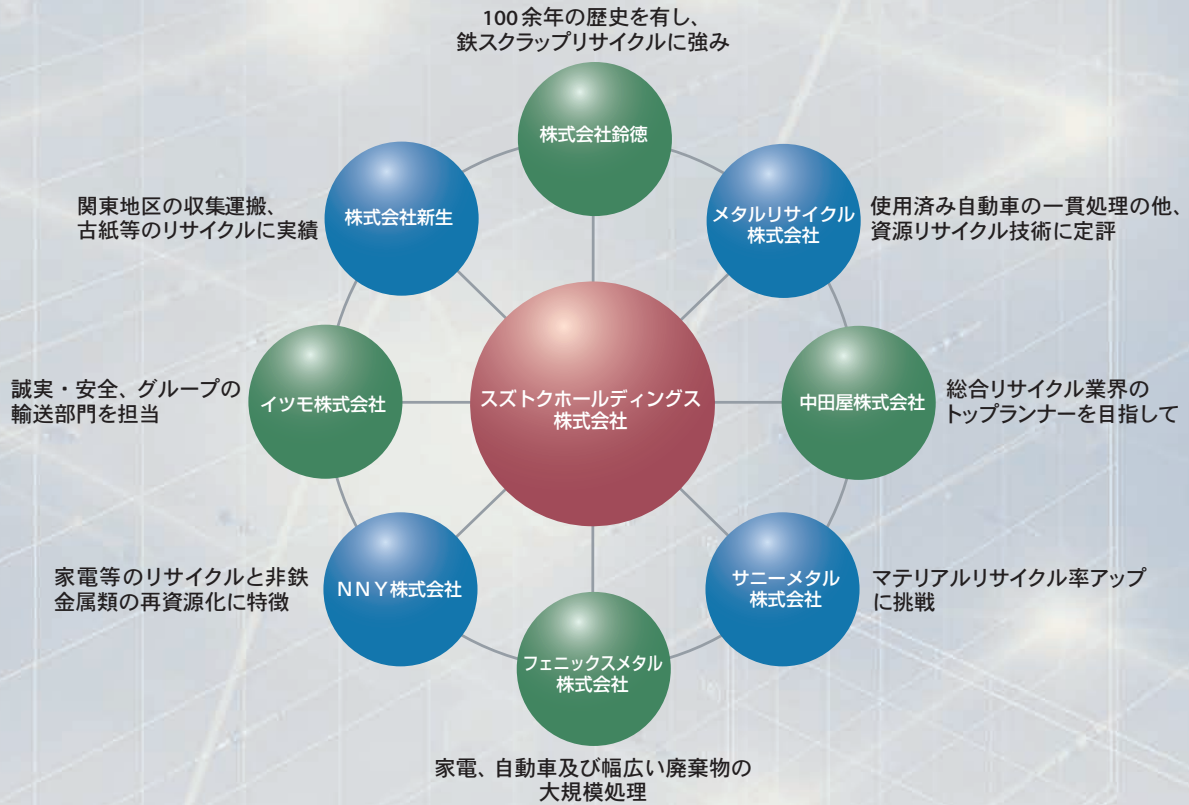 100余年の歴史を有し、
鉄スクラップリサイクルに強み
株式会社鈴徳
関東地区の収集運搬、
古紙等のリサイクルに実績
株式会社新生
メタルリサイクル
株式会社
使用済み自動車の一貫処理の他、
資源リサイクル技術に定評
誠実・安全、グループの
輸送部門を担当
イツモ株式会社
スズトクホールディングス
株式会社
中田屋株式会社
総合リサイクル業界の
トップランナーを目指して
家電等のリサイクルと非鉄
金属類の再資源化に特徴
NNY株式会社
サニーメタル
株式会社
マテリアルリサイクル率アップ
に挑戦
フェニックスメタル
株式会社
家電、自動車及び幅広い廃棄物の
大規模処理